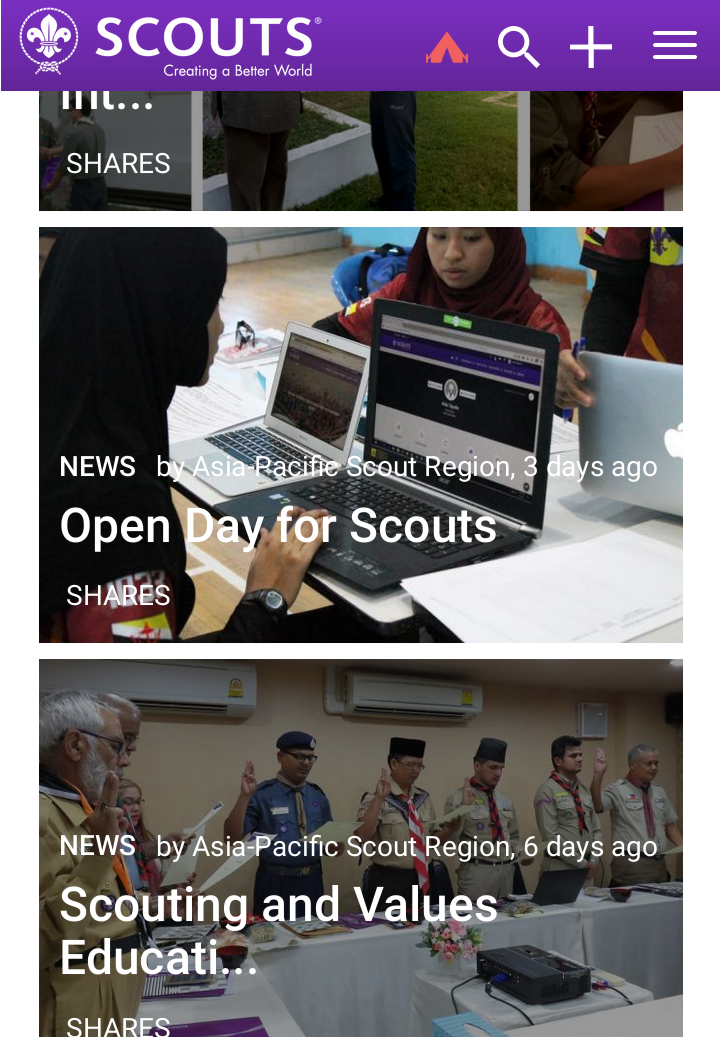 SCOUTS®
Creating a Better World
Int...
SHARES
NEWS by Asia-Pacific Scout Region, 3 days ago
Open Day for Scouts
SHARES
NEWS by Asia-Pacific Scout Region, 6 days ago
Scouting and Values
Educati...
SHARES